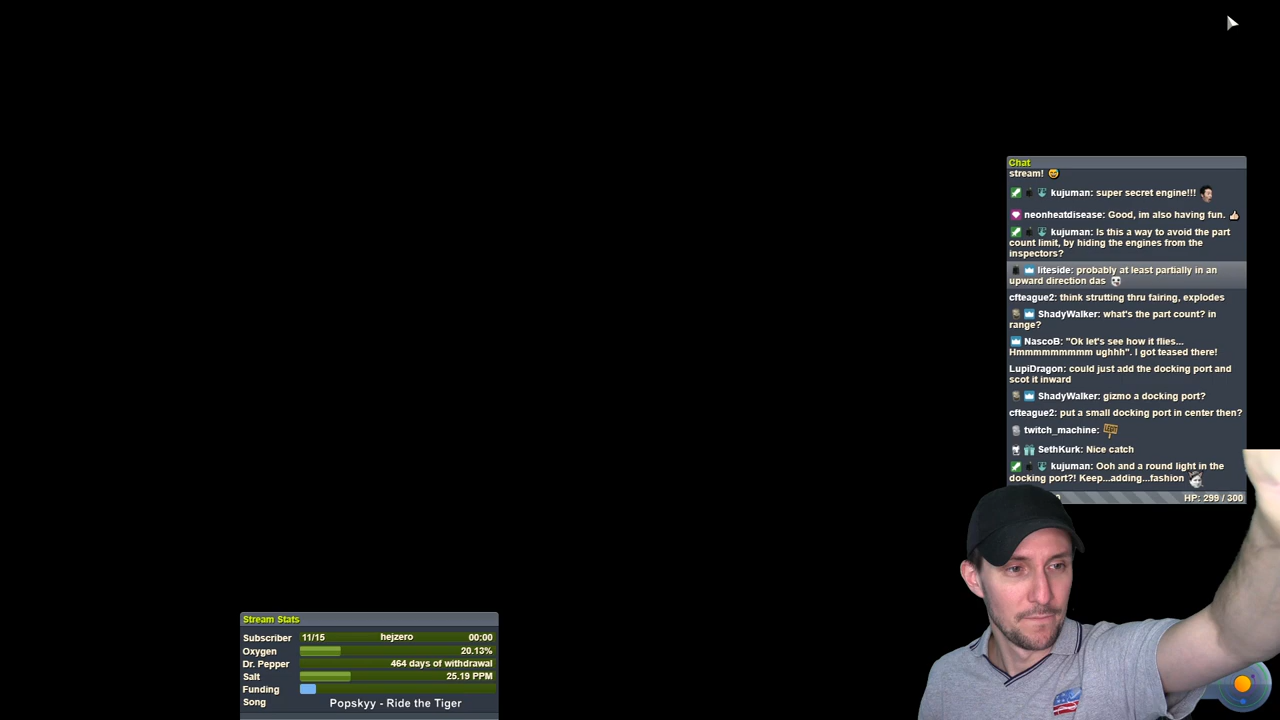 Chat
stream!
kujuman: super secret engine!!!
neonheatdisease: Good, im also having fun.
kujuman: Is this a way to avoid the part
count limit, by hiding the engines from the
inspectors?
liteside: probably at least partially in an
upward direction das
cfteague2: think strutting thru fairing, explodes
ShadyWalker: what's the part count? in
range?
NascoB: "Ok let's see how it flies...
Hmmmmmmmm ughhh". I got teased there!
LupiDragon: could just add the docking port and
scot it inward
ShadyWalker: gizmo a docking port?
cfteague2: put a small docking port in center then?
twitch_machine:
SethKurk: Nice catch
kujuman: Ooh and a round light in the
docking port?! Keep...adding...fashion
HP: 299 / 300
Stream Stats
Subscriber 11/15 hejzero 00:00
Oxygen 20.13%
Dr. Pepper 464 days of withdrawal
Salt 25.19 PPM
Funding
Song Popskyy - Ride the Tiger